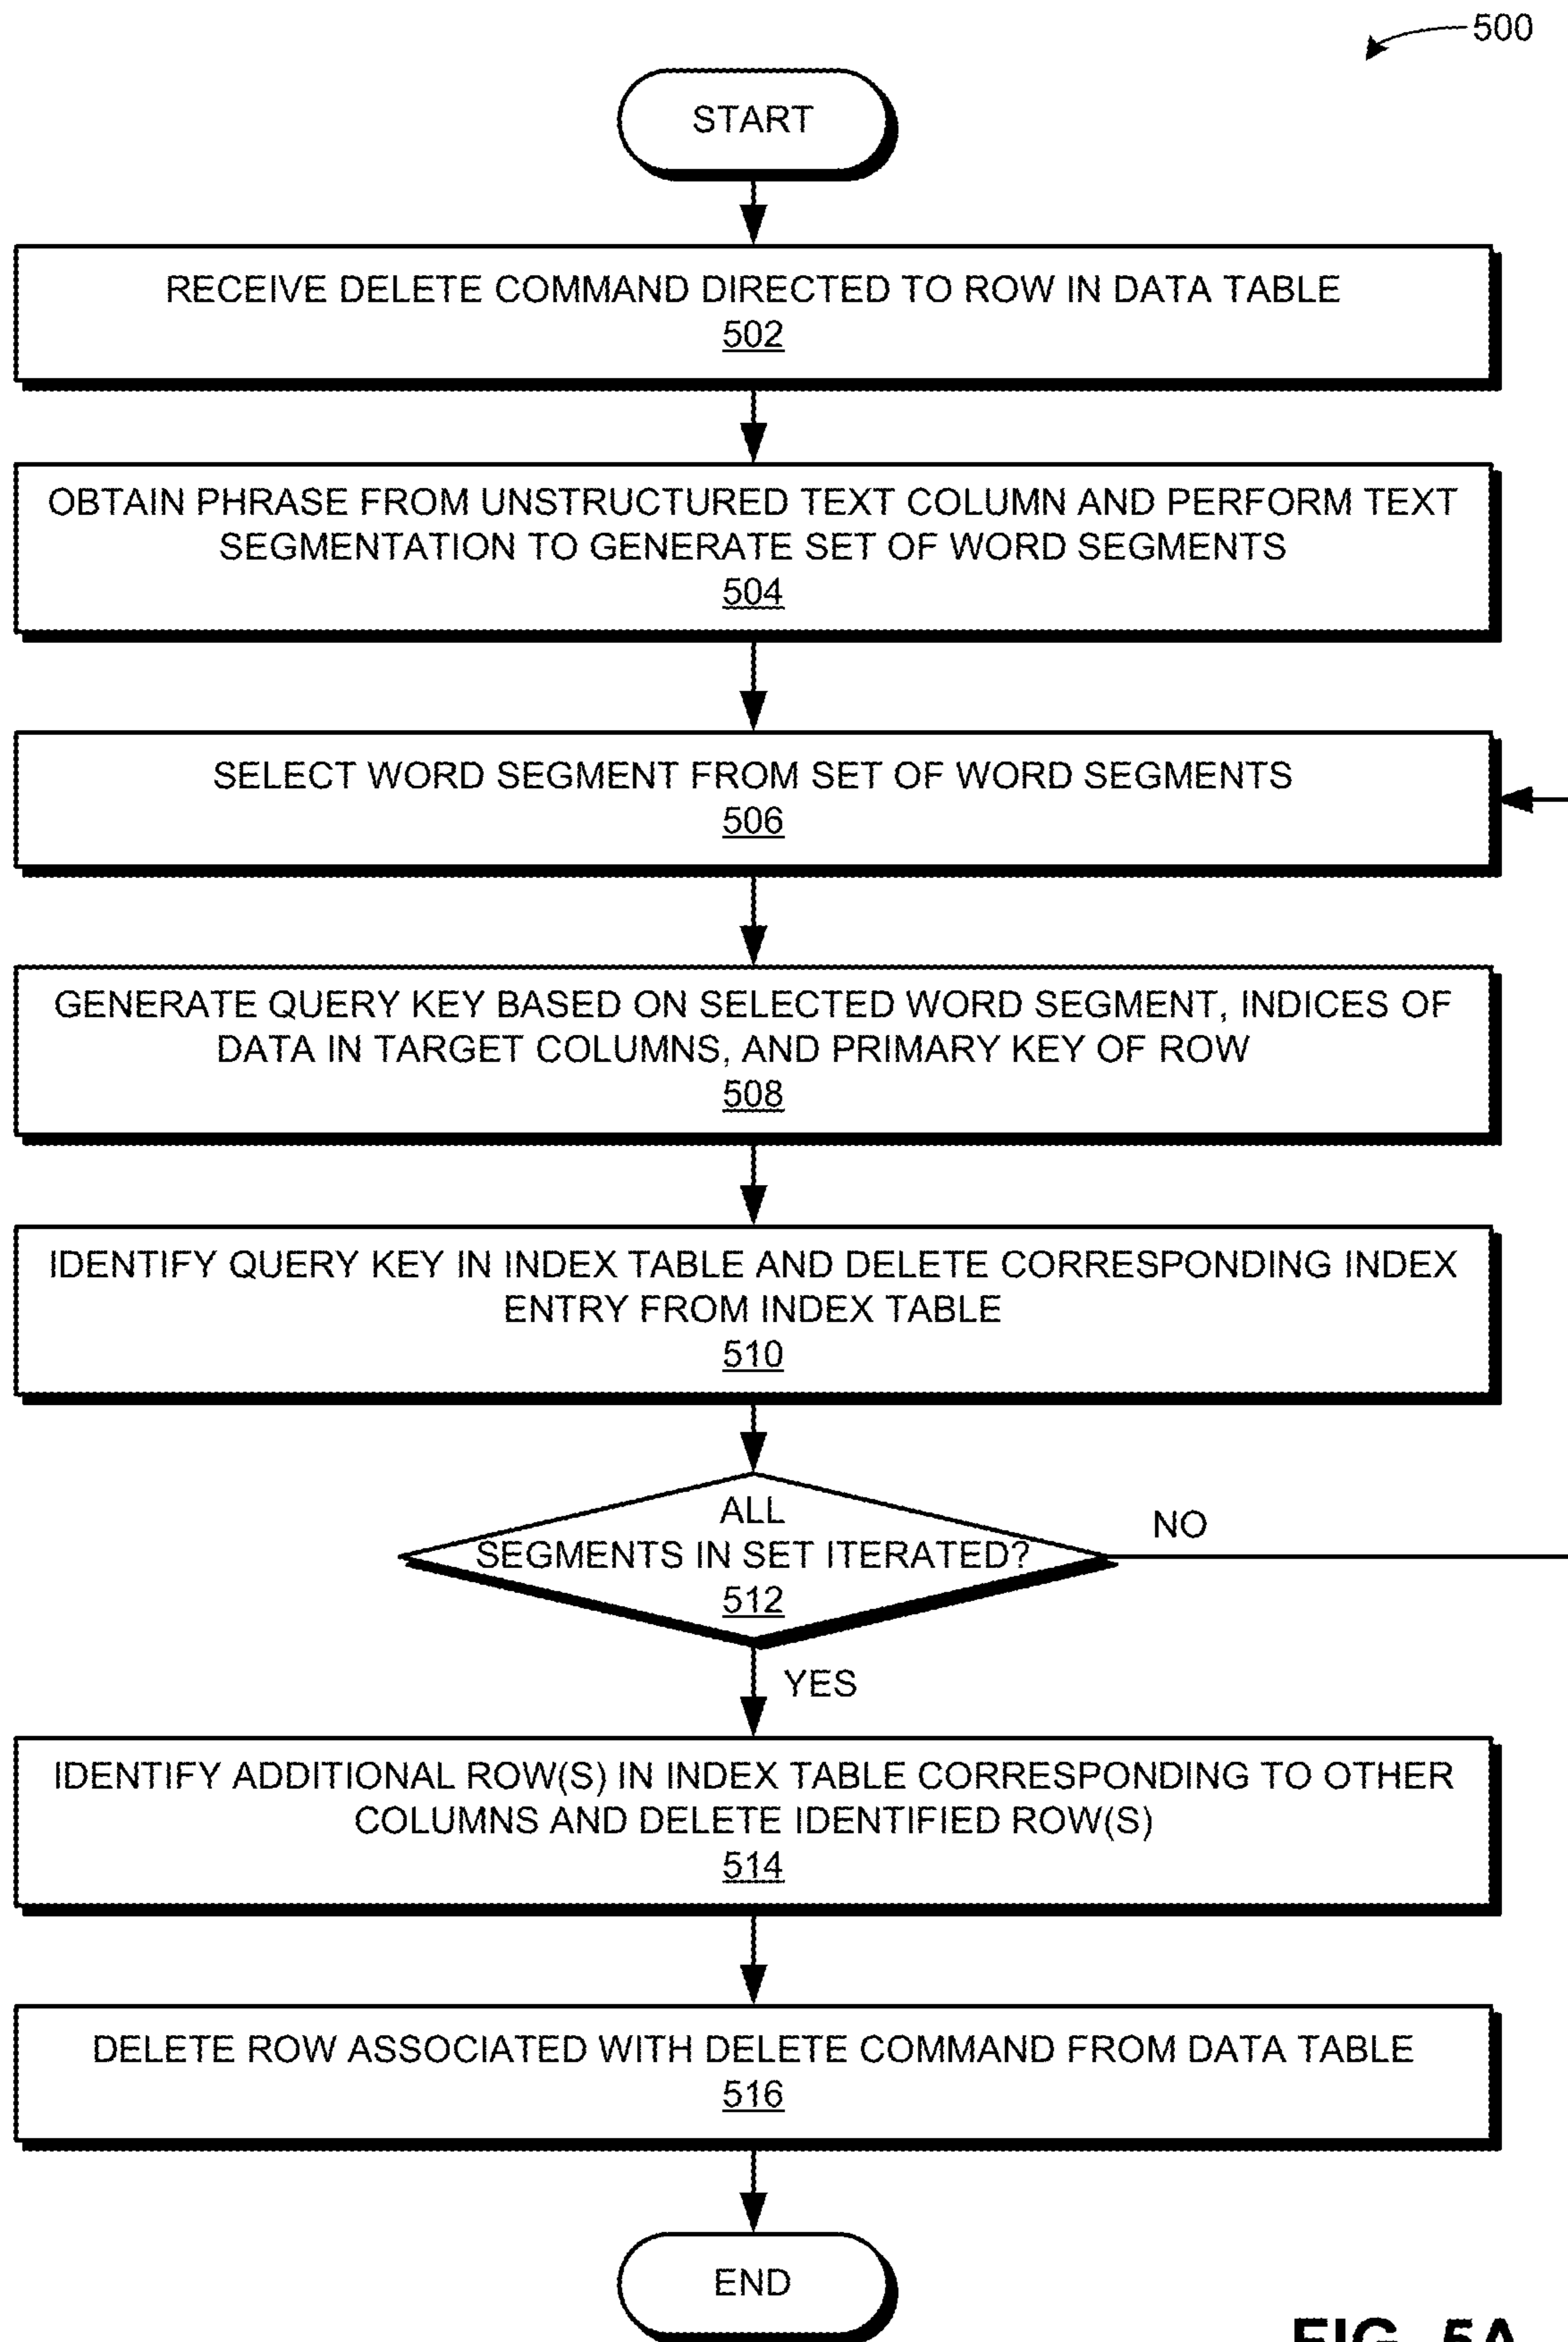 500
START
RECEIVE DELETE COMMAND DIRECTED TO ROW IN DATA TABLE
502
OBTAIN PHRASE FROM UNSTRUCTURED TEXT COLUMN AND PERFORM TEXT
SEGMENTATION TO GENERATE SET OF WORD SEGMENTS
504
SELECT WORD SEGMENT FROM SET OF WORD SEGMENTS
506
GENERATE QUERY KEY BASED ON SELECTED WORD SEGMENT, INDICES OF
DATA IN TARGET COLUMNS, AND PRIMARY KEY OF ROW
508
IDENTIFY QUERY KEY IN INDEX TABLE AND DELETE CORRESPONDING INDEX
ENTRY FROM INDEX TABLE
510
ALL
SEGMENTS IN SET ITERATED?
512
NO
YES
IDENTIFY ADDITIONAL ROW(S) IN INDEX TABLE CORRESPONDING TO OTHER
COLUMNS AND DELETE IDENTIFIED ROW(S)
514
DELETE ROW ASSOCIATED WITH DELETE COMMAND FROM DATA TABLE
516
END
FIG. 5A